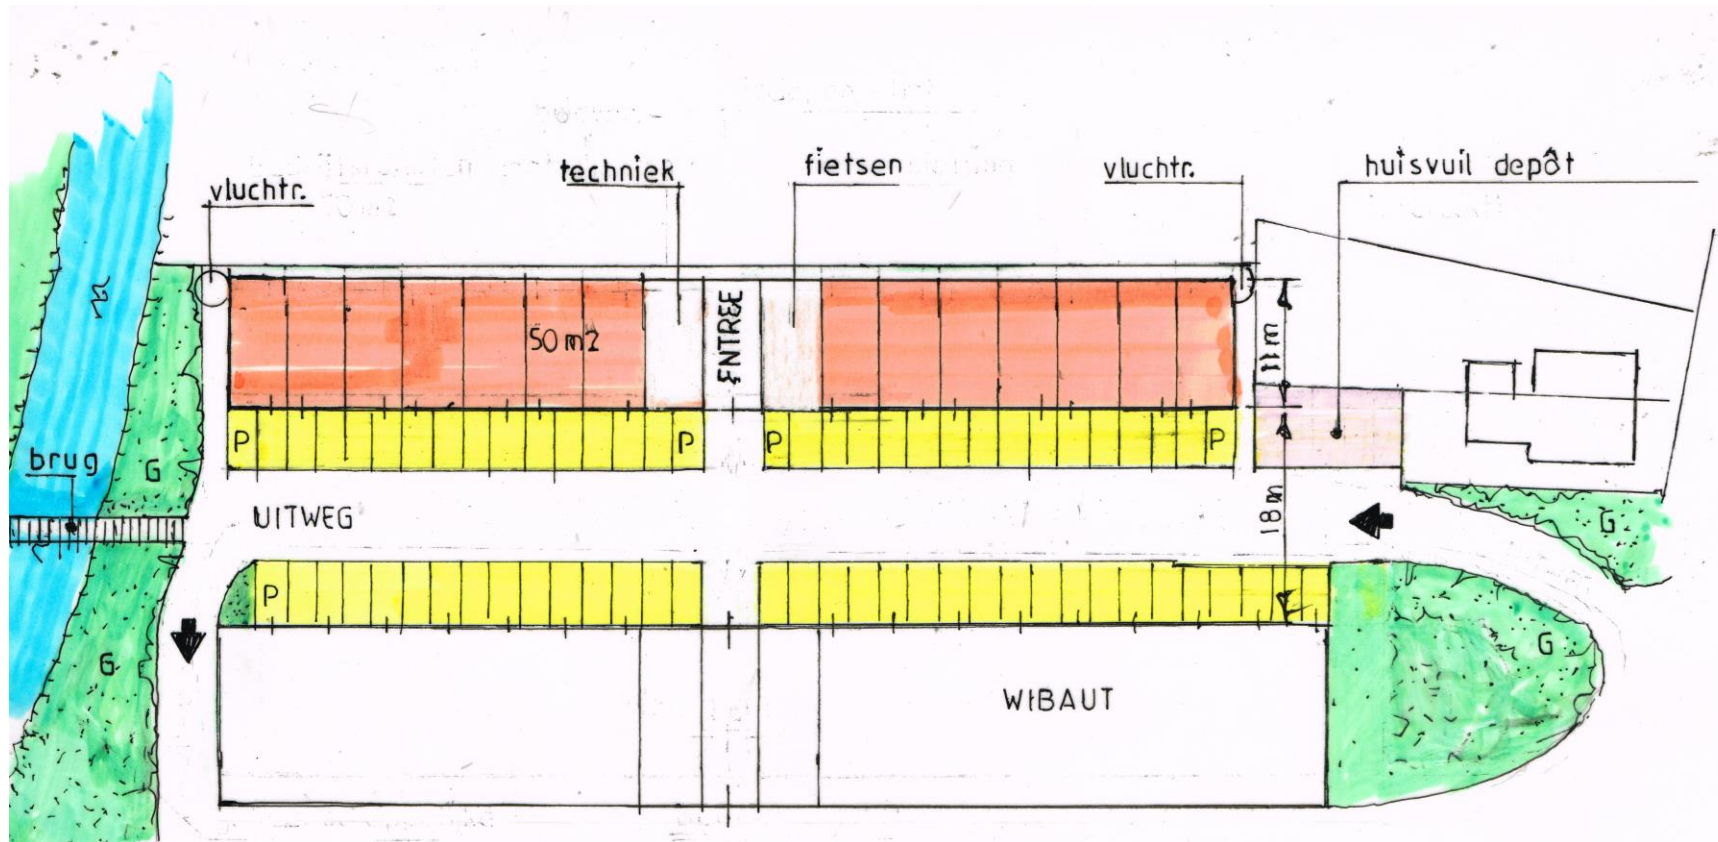 techniek
fietsen
vluchtr.
huisvuil depôt
vluchtr.
50 m2
ENTREE
11 m
P
P
P
P
brug
G
UITWEG
18 m
G
P
G
G
WIBAUT